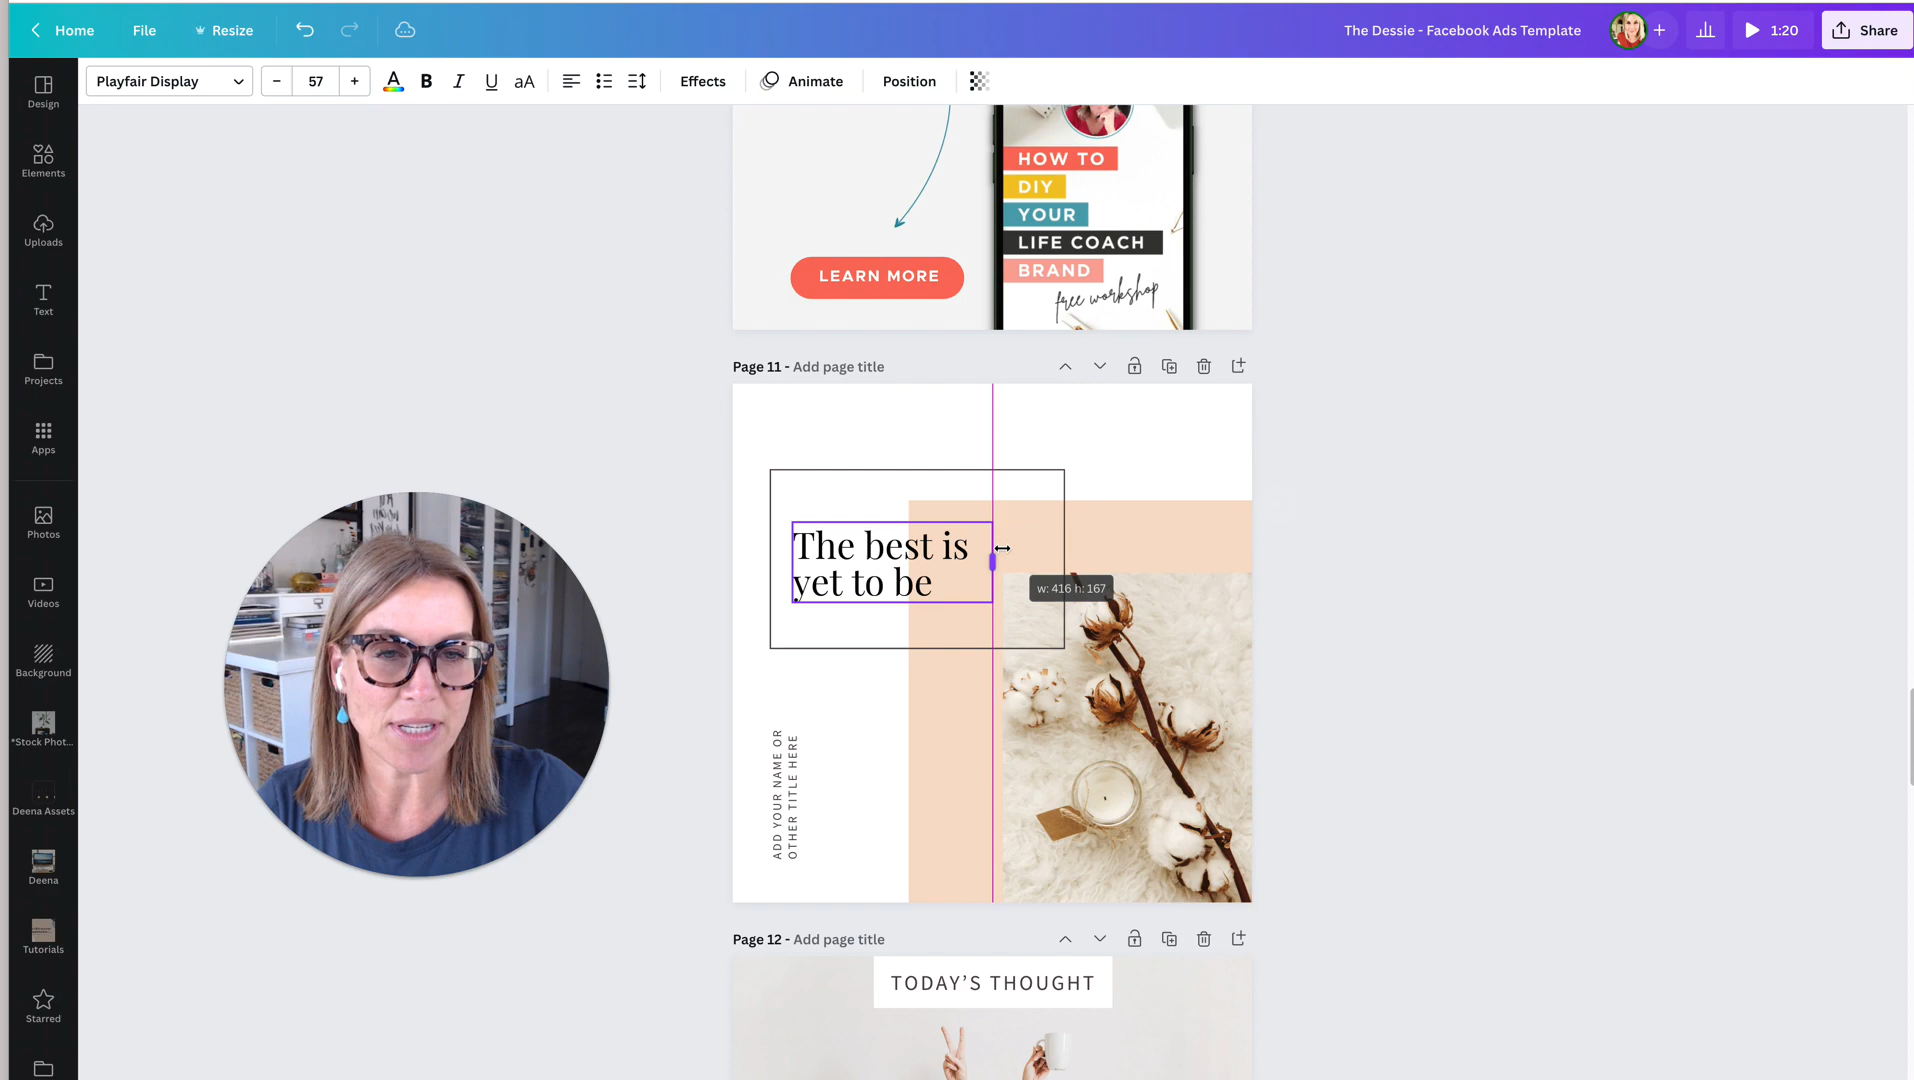 Home File Resize The Dessie - Facebook Ads Template 1:20 Share
Playfair Display 57 B I U aA Effects Animate Position
Design
Elements
Uploads
Text
Projects
Apps
Photos
Videos
Background
*Stock Phot...
Deena Assets
Deena
Tutorials
Starred
HOW TO
DIY
YOUR
LIFE COACH
BRAND
free workshop
LEARN MORE
Page 11 - Add page title
The best is
yet to be
w: 416 h: 167
ADD YOUR NAME OR
OTHER TITLE HERE
Page 12 - Add page title
TODAY’S THOUGHT